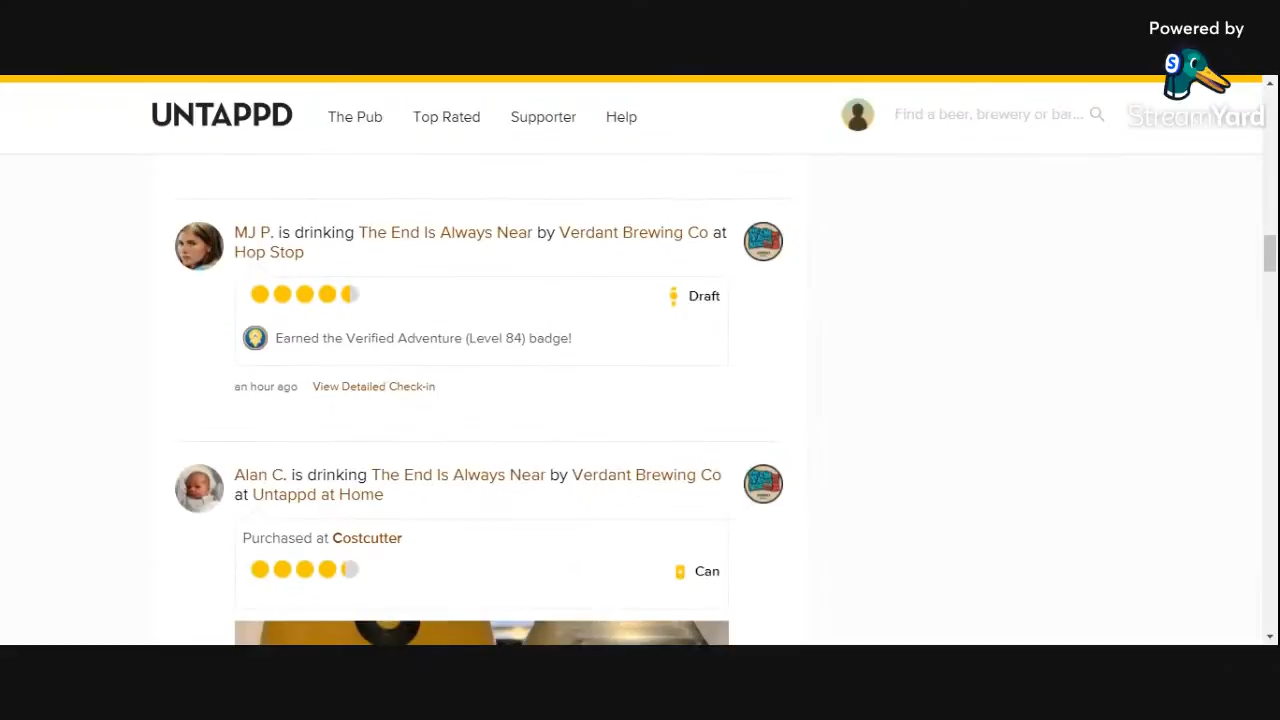 Powered by
StreamYard
UNTAPPD The Pub Top Rated Supporter Help Find a beer, brewery or bar...
MJ P. is drinking The End Is Always Near by Verdant Brewing Co at
Hop Stop
Draft
Earned the Verified Adventure (Level 84) badge!
an hour ago View Detailed Check-in
Alan C. is drinking The End Is Always Near by Verdant Brewing Co
at Untappd at Home
Purchased at Costcutter
Can